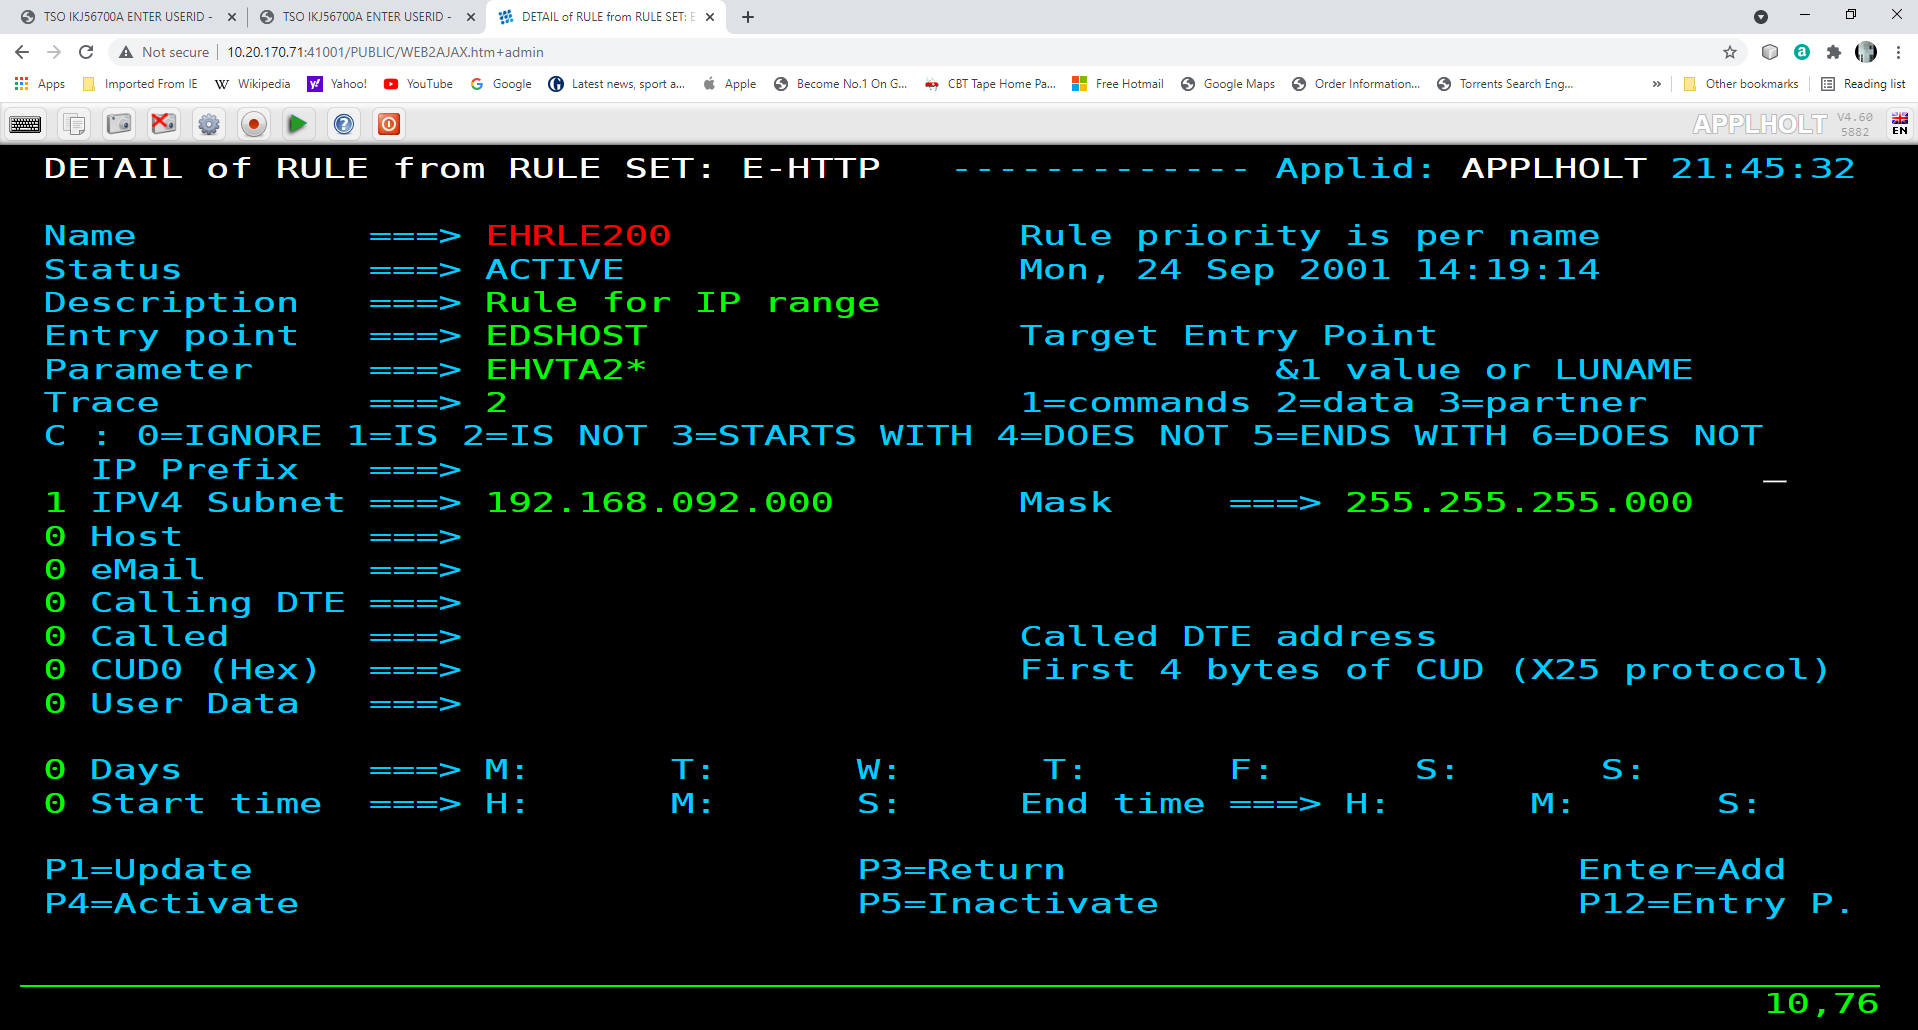 TSO IKJ56700A ENTER USERID - TSO IKJ56700A ENTER USERID - DETAIL of RULE from RULE SET: E
Not secure 10.20.170.71:41001/PUBLIC/WEB2AJAX.htm+admin
Apps Imported From IE Wikipedia Yahoo! YouTube Google Latest news, sport a... Apple Become No.1 On G... CBT Tape Home Pa... Free Hotmail Google Maps Order Information... Torrents Search Eng... » Other bookmarks Reading list
APPLHOLT V4.60 5882 EN
DETAIL of RULE from RULE SET: E-HTTP ------------- Applid: APPLHOLT 21:45:32
Name ===> EHRLE200 Rule priority is per name
Status ===> ACTIVE Mon, 24 Sep 2001 14:19:14
Description ===> Rule for IP range
Entry point ===> EDSHOST Target Entry Point
Parameter ===> EHVTA2* &1 value or LUNAME
Trace ===> 2 1=commands 2=data 3=partner
C : 0=IGNORE 1=IS 2=IS NOT 3=STARTS WITH 4=DOES NOT 5=ENDS WITH 6=DOES NOT
IP Prefix ===>
1 IPV4 Subnet ===> 192.168.092.000 Mask ===> 255.255.255.000
0 Host ===>
0 eMail ===>
0 Calling DTE ===>
0 Called ===> Called DTE address
0 CUD0 (Hex) ===> First 4 bytes of CUD (X25 protocol)
0 User Data ===>
0 Days ===> M: T: W: T: F: S: S:
0 Start time ===> H: M: S: End time ===> H: M: S:
P1=Update P3=Return Enter=Add
P4=Activate P5=Inactivate P12=Entry P.
10,76